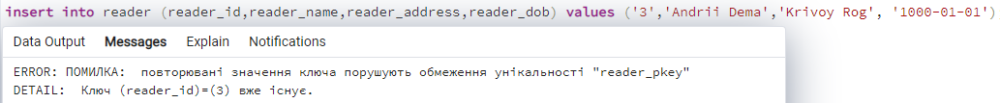 insert into reader (reader_id,reader_name,reader_address,reader_dob) values ('3','Andrii Dema','Krivoy Rog', '1000-01-01')
Data Output Messages Explain Notifications
ERROR: ПОМИЛКА:  повторювані значення ключа порушують обмеження унікальності "reader_pkey"
DETAIL:  Ключ (reader_id)=(3) вже існує.